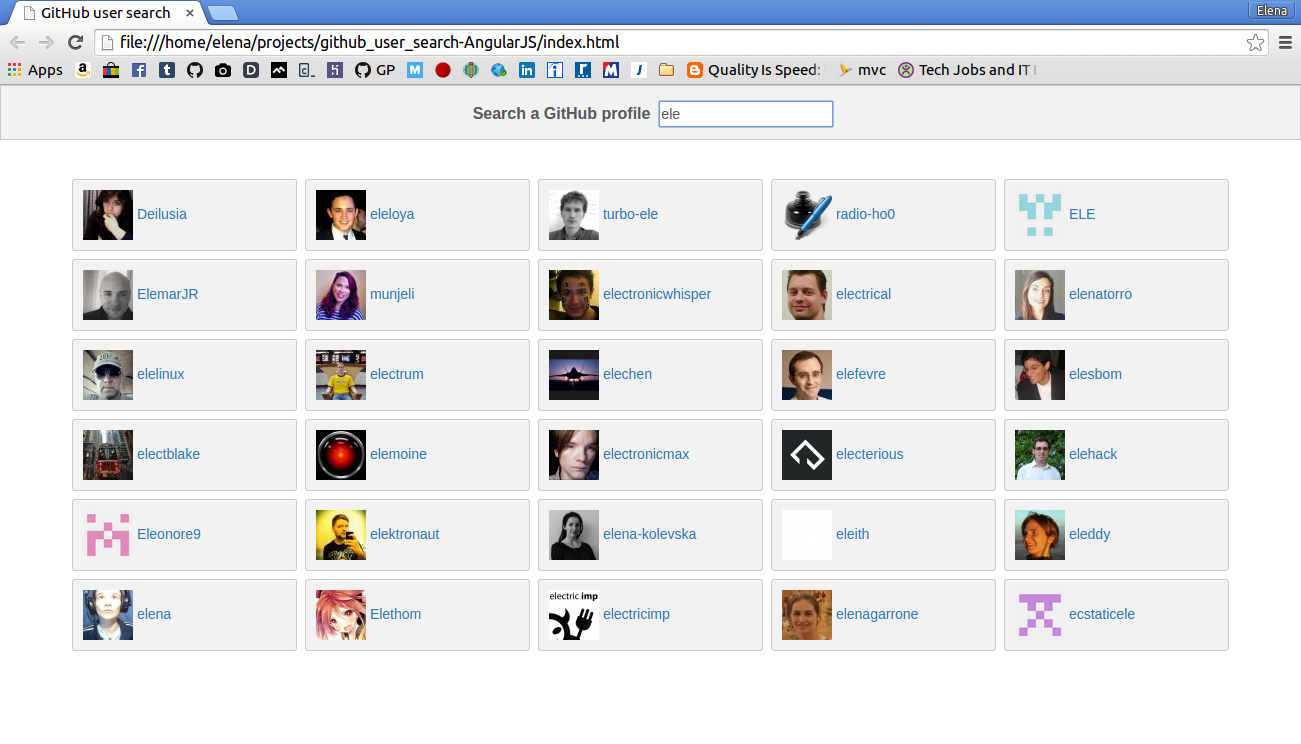 GitHub user search
Elena
file:///home/elena/projects/github_user_search-AngularJS/index.html
Apps GP Quality Is Speed: mvc Tech Jobs and IT
Search a GitHub profile ele
Deilusia eleloya turbo-ele radio-ho0 ELE
ElemarJR munjeli electronicwhisper electrical elenatorro
elelinux electrum elechen elefevre elesbom
electblake elemoine electronicmax electerious elehack
Eleonore9 elektronaut elena-kolevska eleith eleddy
electric imp
elena Elethom electricimp elenagarrone ecstaticele